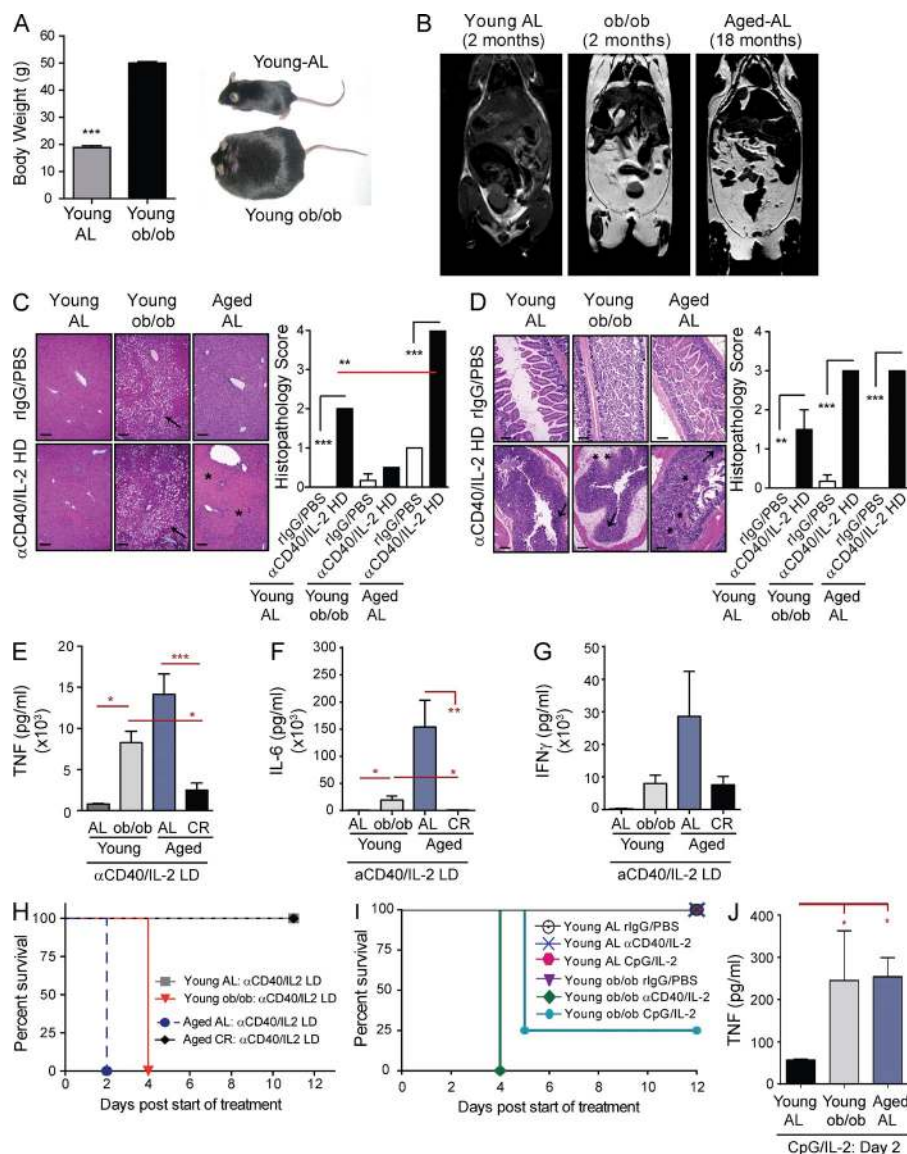 A
Body Weight (g)
60
50
40
30
20
10
0
***
Young
AL
Young
ob/ob
Young-AL
Young ob/ob
B
Young AL
(2 months)
ob/ob
(2 months)
Aged-AL
(18 months)
C
Young
AL
Young
ob/ob
Aged
AL
rIgG/PBS
αCD40/IL-2 HD
*
*
Histopathology Score
4
3
2
1
0
***
**
***
rIgG/PBS
αCD40/IL-2 HD
rIgG/PBS
αCD40/IL-2 HD
rIgG/PBS
αCD40/IL-2 HD
Young
AL
Young
ob/ob
Aged
AL
D
Young
AL
Young
ob/ob
Aged
AL
rIgG/PBS
αCD40/IL-2 HD
* *
*
* *
Histopathology Score
4
3
2
1
0
**
***
***
rIgG/PBS
αCD40/IL-2 HD
rIgG/PBS
αCD40/IL-2 HD
rIgG/PBS
αCD40/IL-2 HD
Young
AL
Young
ob/ob
Aged
AL
E
TNF (pg/ml)
(x10³)
20
15
10
5
0
*
***
*
AL ob/ob AL CR
Young Aged
αCD40/IL-2 LD
F
IL-6 (pg/ml)
(x10³)
300
250
200
150
100
50
0
*
**
*
AL ob/ob AL CR
Young Aged
aCD40/IL-2 LD
G
IFNγ (pg/ml)
(x10³)
50
40
30
20
10
0
AL ob/ob AL CR
Young Aged
aCD40/IL-2 LD
H
Percent survival
100
75
50
25
0
0 2 4 6 8 10 12
Young AL: αCD40/IL2 LD
Young ob/ob: αCD40/IL2 LD
Aged AL: αCD40/IL2 LD
Aged CR: αCD40/IL2 LD
Days post start of treatment
I
Percent survival
100
75
50
25
0
0 2 4 6 8 10 12
Young AL rIgG/PBS
Young AL αCD40/IL-2
Young AL CpG/IL-2
Young ob/ob rIgG/PBS
Young ob/ob αCD40/IL-2
Young ob/ob CpG/IL-2
Days post start of treatment
J
TNF (pg/ml)
400
300
200
100
0
*
*
Young
AL
Young
ob/ob
Aged
AL
CpG/IL-2: Day 2